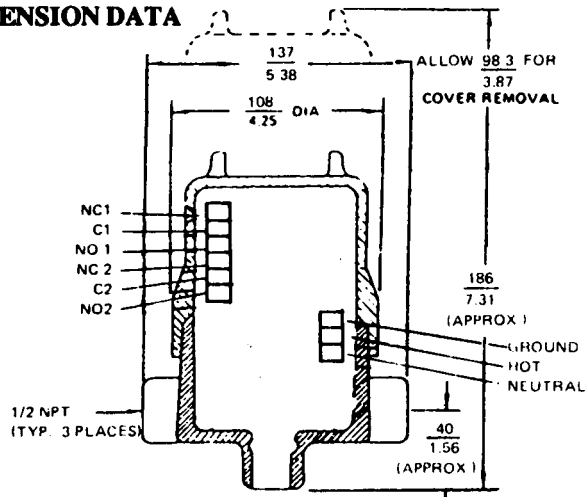 ENSION DATA
137
5.38
ALLOW 98.3 FOR
3.87
COVER REMOVAL
108 DIA
4.25
NC1
C1
NO 1
NC 2
C2
NO2
186
7.31
(APPROX)
GROUND
HOT
NEUTRAL
1/2 NPT
(TYP. 3 PLACES)
40
1.56
(APPROX)